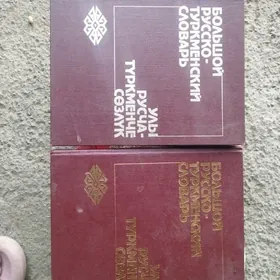 БОЛЬШОЙ
РУССКО-
ТУРКМЕНСКИЙ
СЛОВАРЬ
УЛЫ
РУСЧА-
ТҮРКМЕНЧЕ
СӨЗЛҮК
БОЛЬШОЙ
РУССКО-
ТУРКМЕНСКИЙ
СЛОВАРЬ